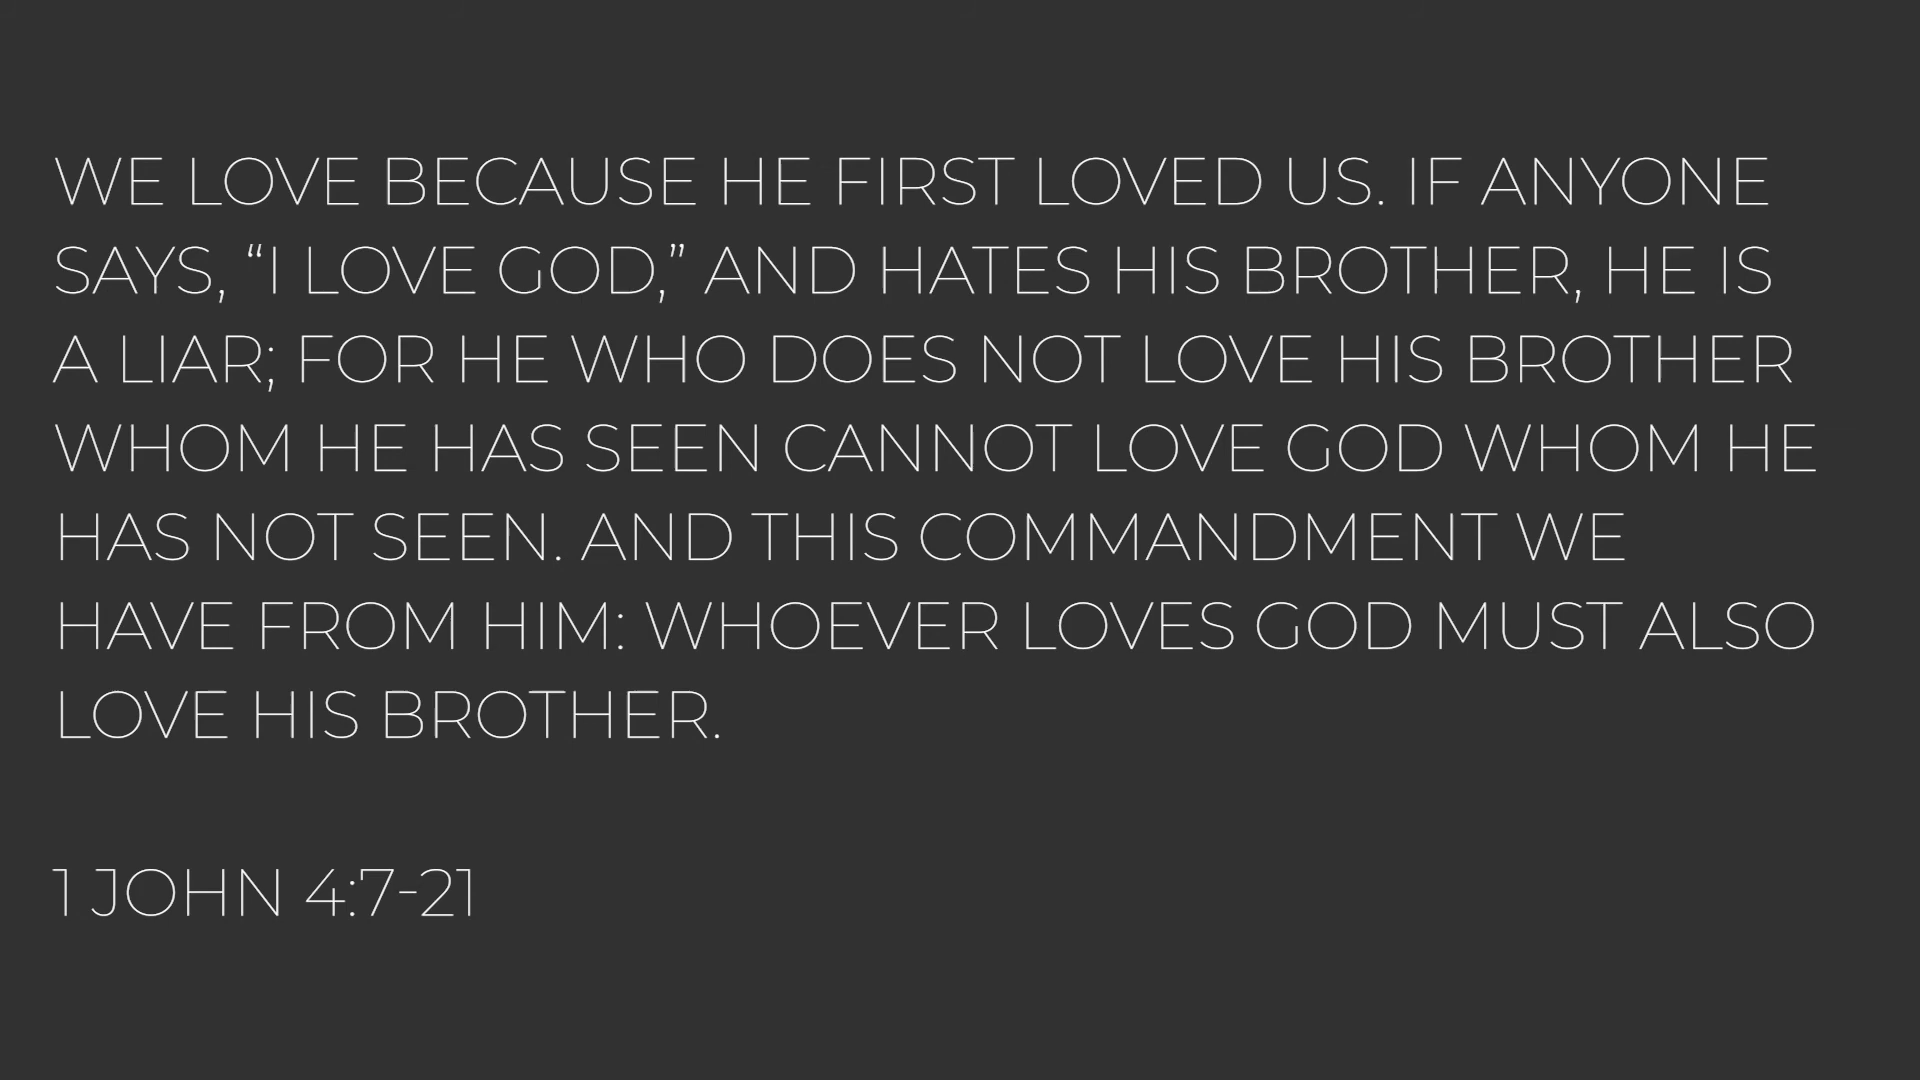 WE LOVE BECAUSE HE FIRST LOVED US. IF ANYONE
SAYS, “I LOVE GOD,” AND HATES HIS BROTHER, HE IS
A LIAR; FOR HE WHO DOES NOT LOVE HIS BROTHER
WHOM HE HAS SEEN CANNOT LOVE GOD WHOM HE
HAS NOT SEEN. AND THIS COMMANDMENT WE
HAVE FROM HIM: WHOEVER LOVES GOD MUST ALSO
LOVE HIS BROTHER.
1 JOHN 4:7-21